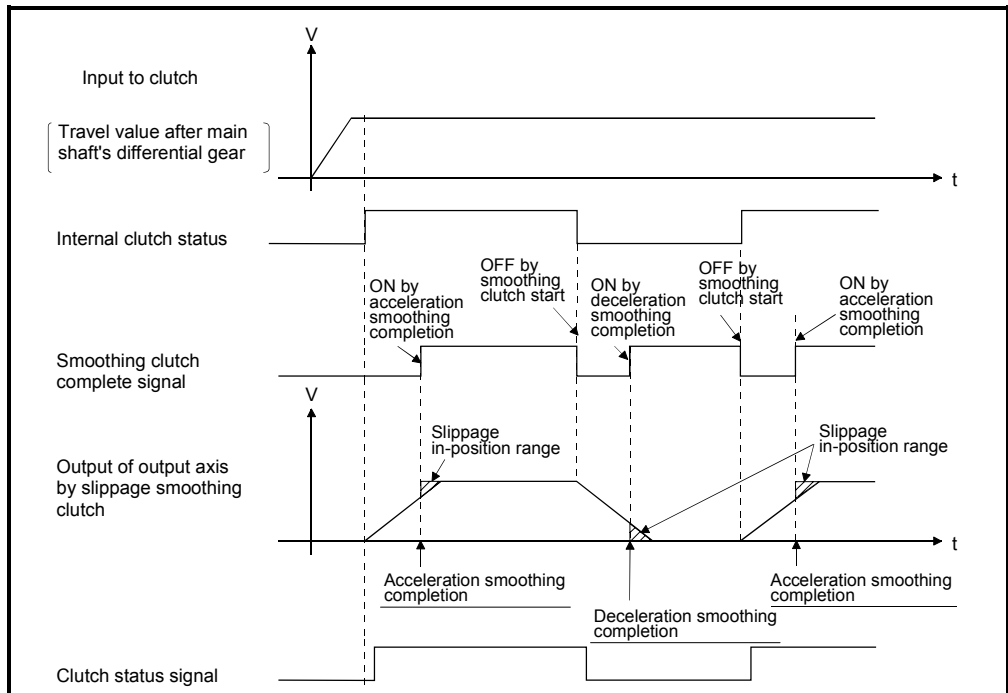 V
Input to clutch
Travel value after main
shaft's differential gear
t
Internal clutch status
ON by
acceleration
smoothing
completion
OFF by
smoothing
clutch start
ON by
deceleration
smoothing
completion
OFF by
smoothing
clutch start
ON by
acceleration
smoothing
completion
Smoothing clutch
complete signal
V
Slippage
in-position range
Slippage
in-position range
Output of output axis
by slippage smoothing
clutch
t
Acceleration smoothing
completion
Deceleration smoothing
completion
Acceleration smoothing
completion
Clutch status signal